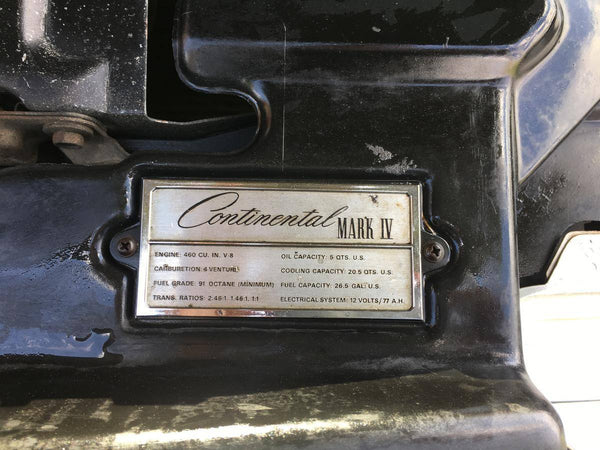 Continental MARK IV
ENGINE: 460 CU. IN. V-8 OIL CAPACITY: 5 QTS. U.S.
CARBURETION: 4 VENTURI COOLING CAPACITY: 20.5 QTS. U.S.
FUEL GRADE: 91 OCTANE (MINIMUM) FUEL CAPACITY: 26.5 GAL. U.S.
TRANS. RATIOS: 2.46:1, 1.46:1, 1:1 ELECTRICAL SYSTEM: 12 VOLTS/77 A.H.